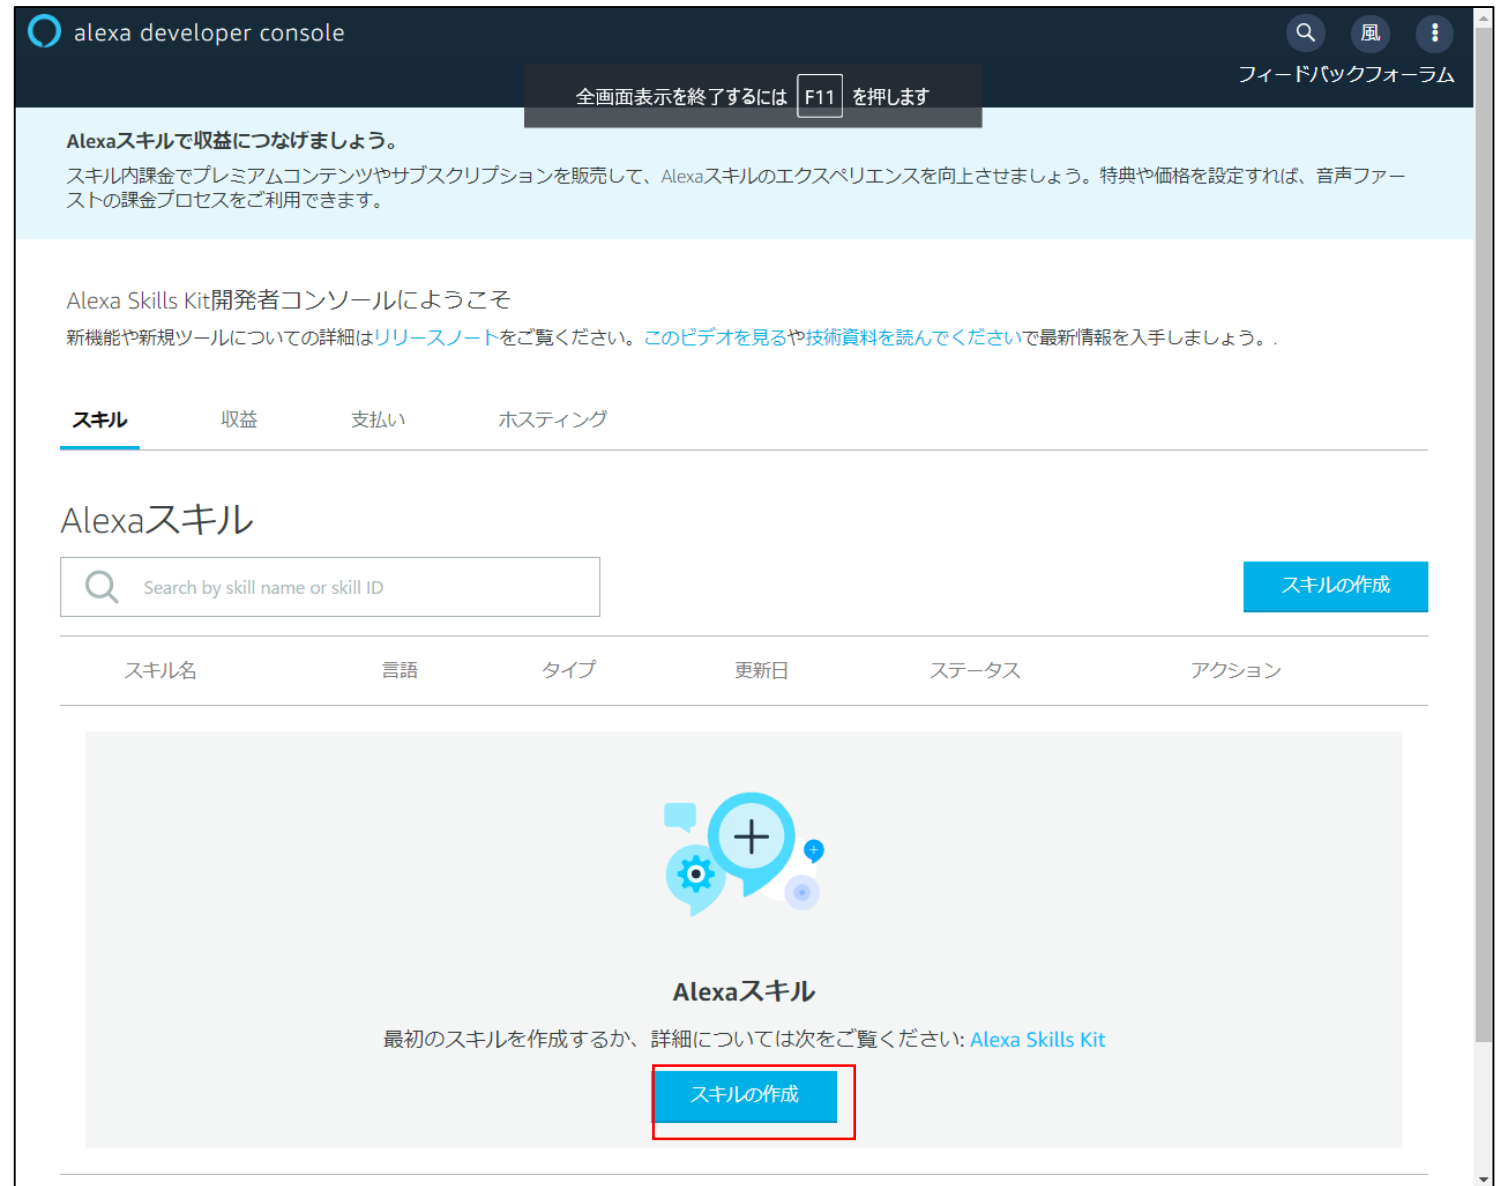 alexa developer console
風
フィードバックフォーラム
全画面表示を終了するには F11 を押します
Alexaスキルで収益につなげましょう。
スキル内課金でプレミアムコンテンツやサブスクリプションを販売して、Alexaスキルのエクスペリエンスを向上させましょう。特典や価格を設定すれば、音声ファー
ストの課金プロセスをご利用できます。
Alexa Skills Kit開発者コンソールにようこそ
新機能や新規ツールについての詳細はリリースノートをご覧ください。このビデオを見るや技術資料を読んでくださいで最新情報を入手しましょう。.
スキル 収益 支払い ホスティング
Alexaスキル
Search by skill name or skill ID
スキルの作成
スキル名 言語 タイプ 更新日 ステータス アクション
Alexaスキル
最初のスキルを作成するか、詳細については次をご覧ください: Alexa Skills Kit
スキルの作成